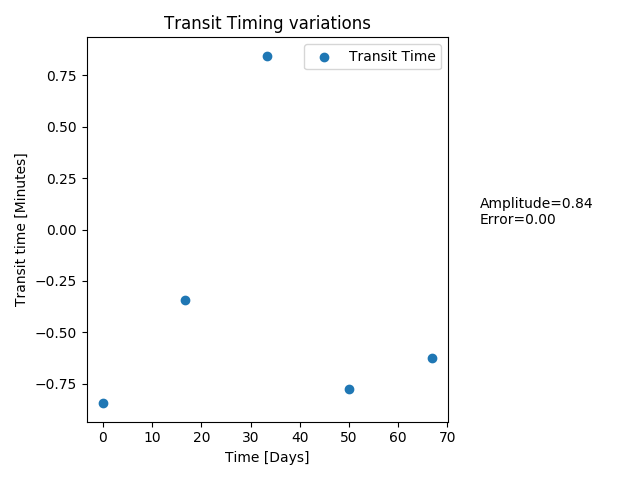 Transit Timing variations
Transit Time
Transit time [Minutes]
0.75
0.50
0.25
0.00
−0.25
−0.50
−0.75
0 10 20 30 40 50 60 70
Time [Days]
Amplitude=0.84
Error=0.00